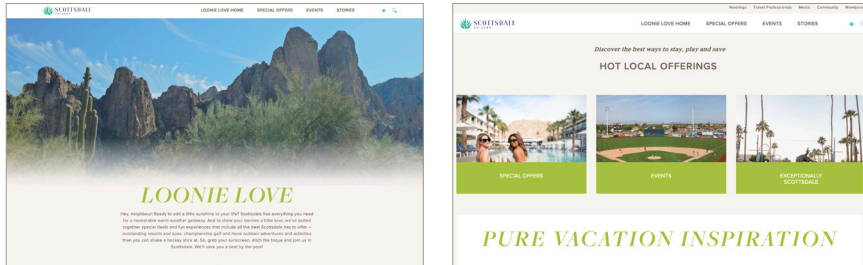 SCOTTSDALE
ARIZONA
LOONIE LOVE HOME
SPECIAL OFFERS
EVENTS
STORIES
LOONIE LOVE
Hey, neighbour! Ready to add a little sunshine to your life? Scottsdale has everything you need
for a memorable warm-weather getaway. And to show your loonies a little love, we've pulled
together special deals and fun experiences that include all the best Scottsdale has to offer –
outstanding resorts and spas, championship golf and more outdoor adventures and activities
than you can shake a hockey stick at. So, grab your sunscreen, ditch the toque and join us in
Scottsdale. We'll save you a seat by the pool!
Meetings
Travel Professionals
Media
Community
Members
SCOTTSDALE
ARIZONA
LOONIE LOVE HOME
SPECIAL OFFERS
EVENTS
STORIES
Discover the best ways to stay, play and save
HOT LOCAL OFFERINGS
SPECIAL OFFERS
EVENTS
EXCEPTIONALLY
SCOTTSDALE
PURE VACATION INSPIRATION